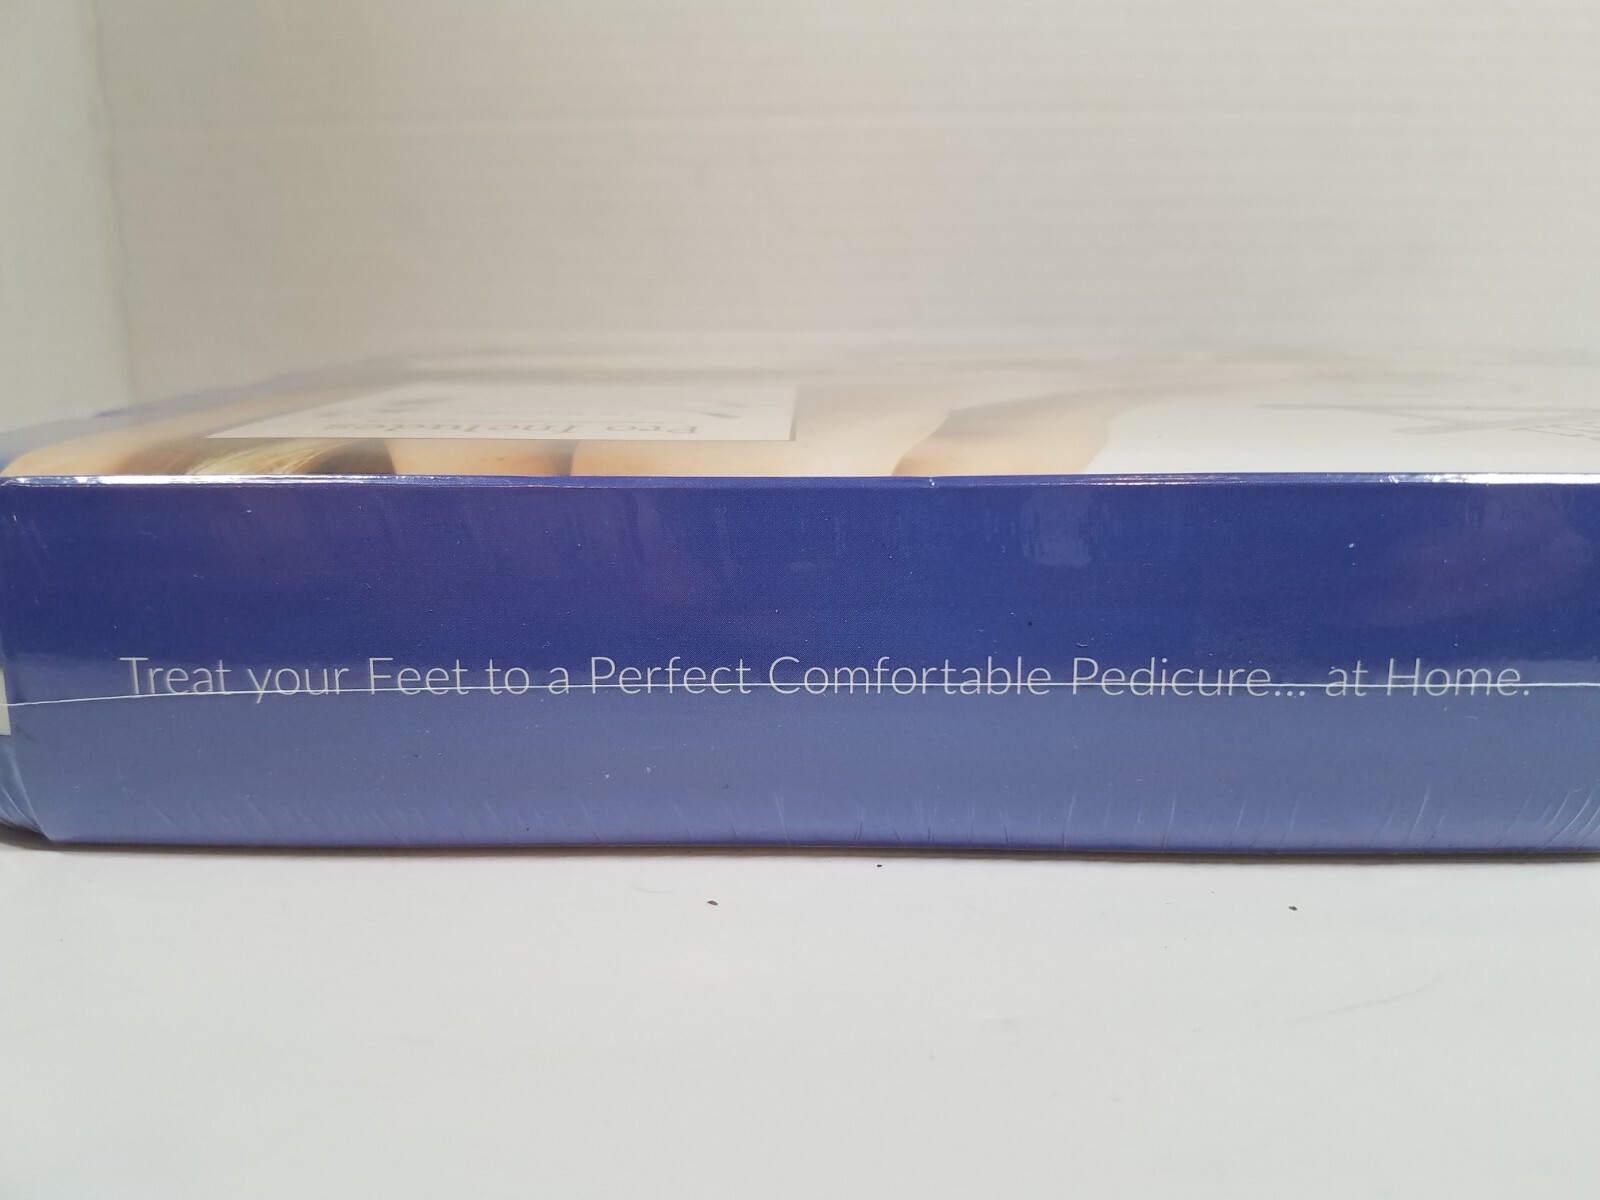 Pro Includes
Treat your Feet to a Perfect Comfortable Pedicure... at Home.